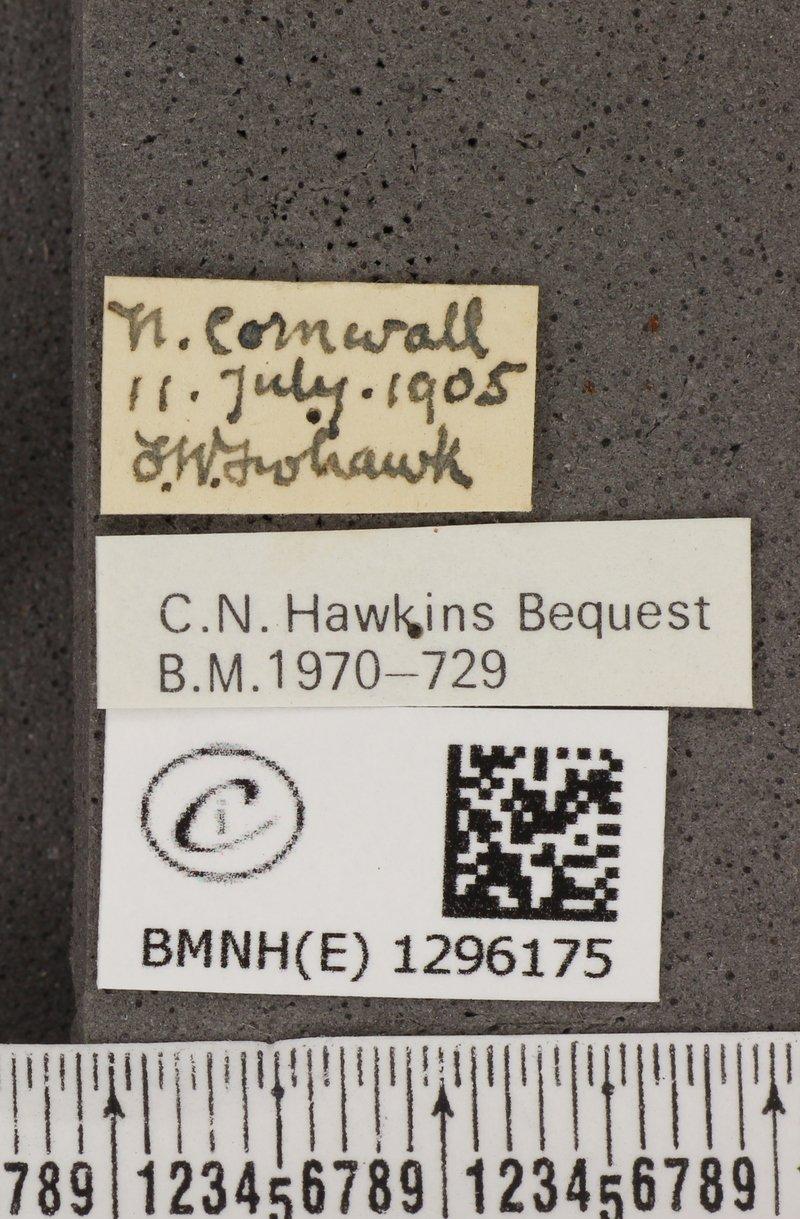 N. Cornwall
11. July. 1905
F.W. Frohawk
C.N. Hawkins Bequest
B.M.1970–729
C i
BMNH(E) 1296175
789 123456789 123456789